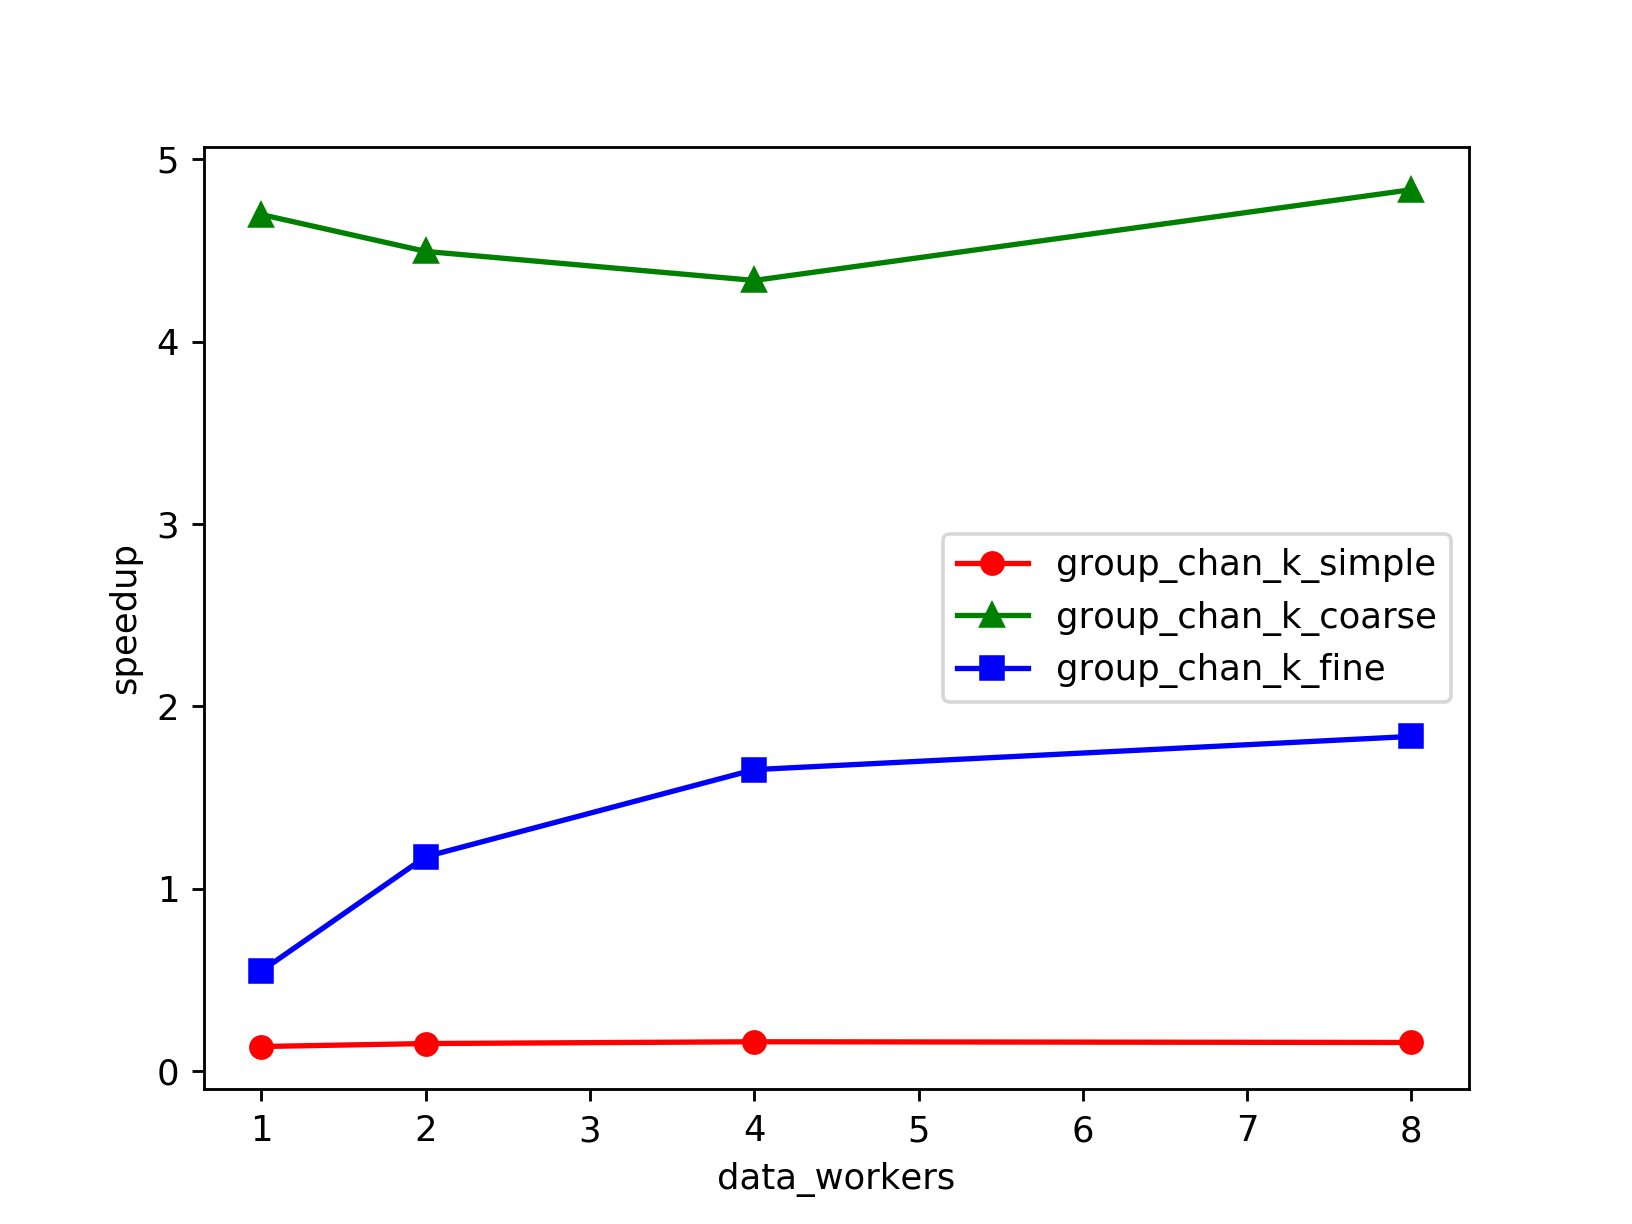 5
4
3
2
1
0
speedup
group_chan_k_simple
group_chan_k_coarse
group_chan_k_fine
1 2 3 4 5 6 7 8
data_workers